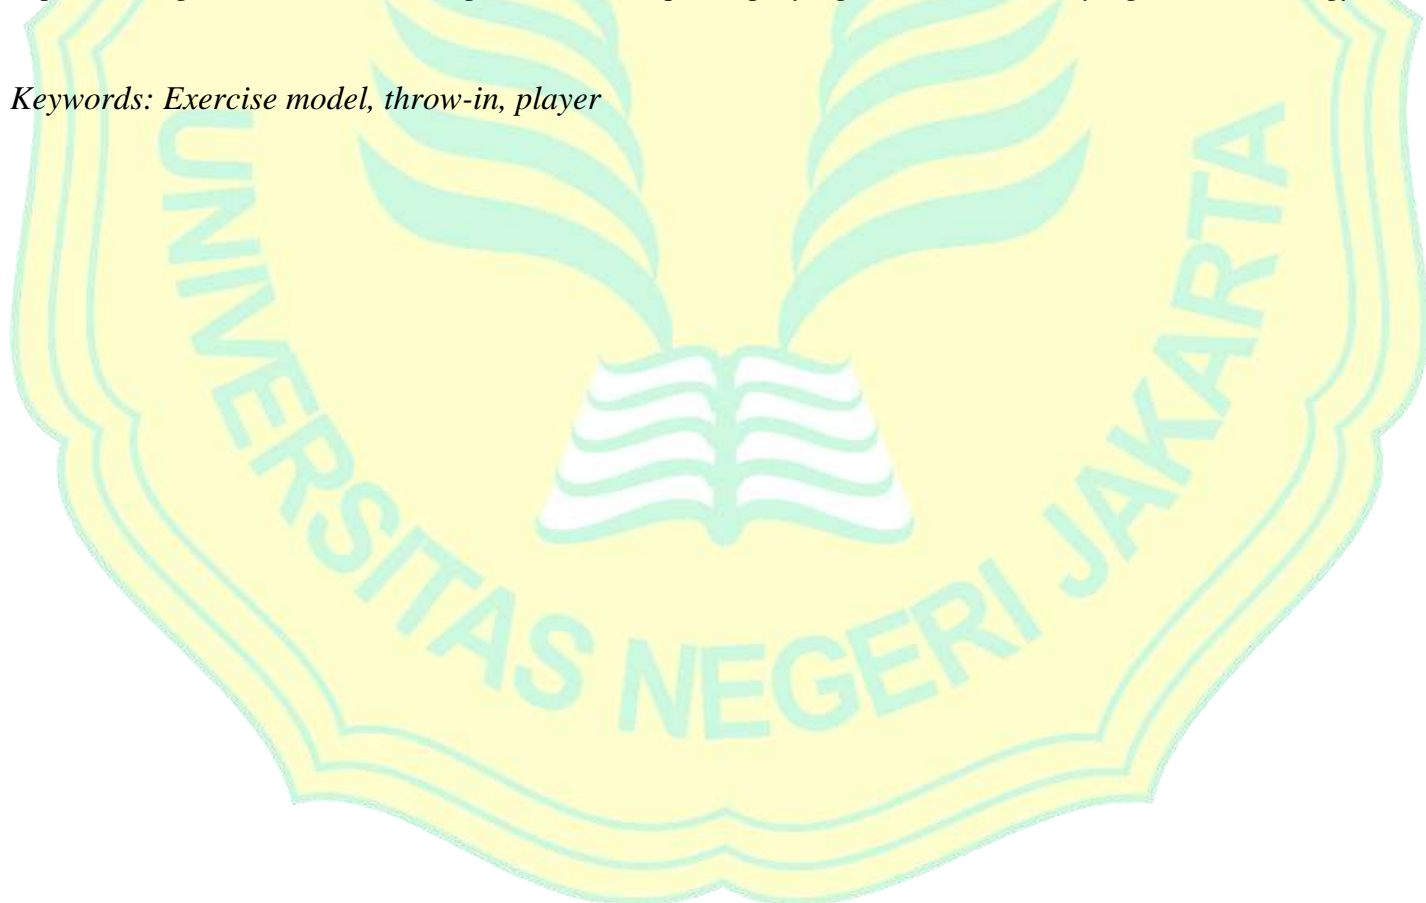 Keywords: Exercise model, throw-in, player
UNIVERSITAS NEGERI JAKARTA